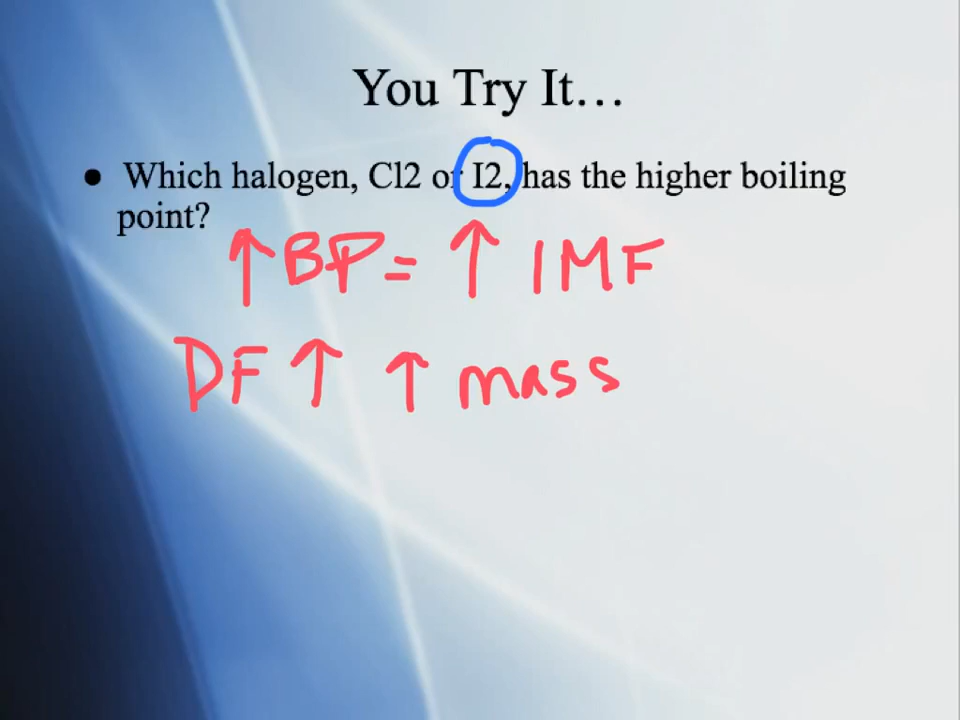 You Try It…
● Which halogen, Cl2 or I2, has the higher boiling
point?
↑ BP = ↑ IMF
DF ↑ ↑ mass